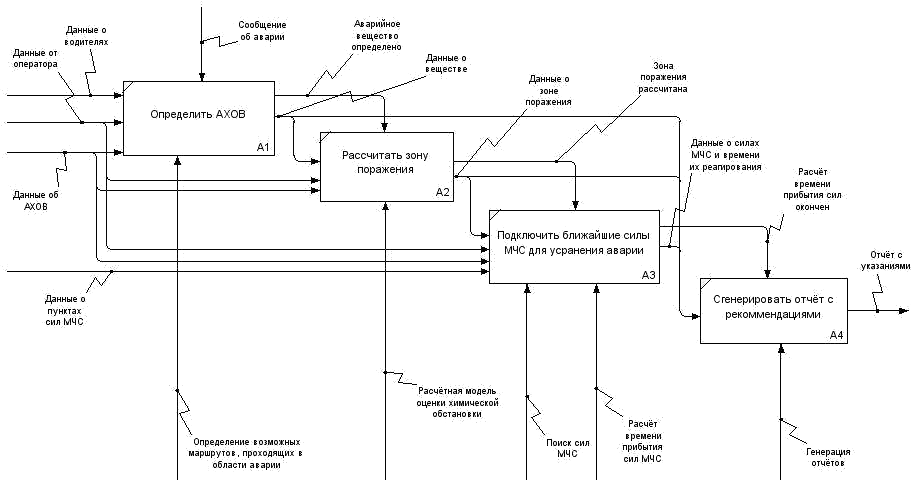 Сообщение
об аварии
Данные о
водителях
Аварийное
вещество
определено
Данные от
оператора
Данные о
веществе
Данные о
зоне
поражения
Зона
поражения
рассчитана
Определить АХОВ
A1
Рассчитать зону
поражения
A2
Данные о силах
МЧС и времени
их реагирования
Данные об
АХОВ
Расчёт
времени
прибытия сил
окончен
Подключить ближайшие силы
МЧС для усранения аварии
A3
Отчёт с
указаниями
Данные о
пунктах
сил МЧС
Сгенерировать отчёт с
рекоммендациями
A4
Расчётная модель
оценки химической
обстановки
Определение возможных
маршрутов, проходящих в
области аварии
Поиск сил
МЧС
Расчёт
времени
прибытия
сил МЧС
Генерация
отчётов